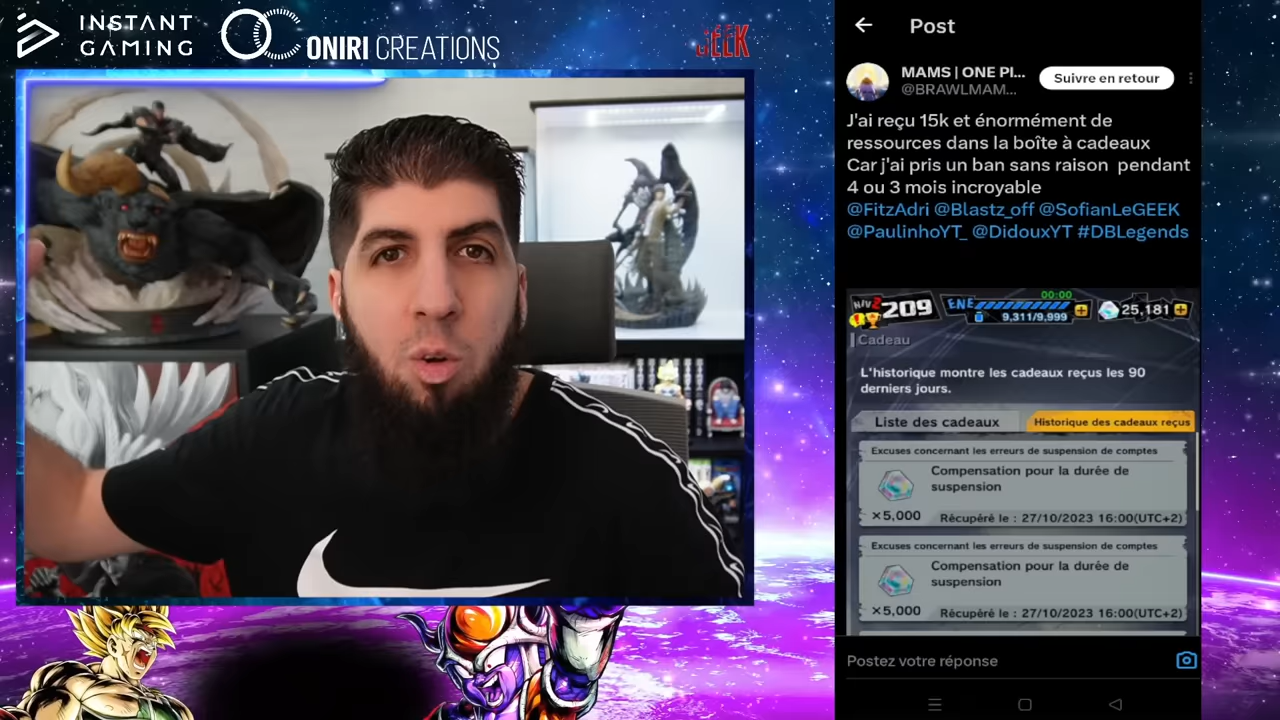 INSTANT
GAMING
ONIRI CREATIONS
GEEK
Post
MAMS | ONE PI...
@BRAWLMAM...
Suivre en retour
J'ai reçu 15k et énormément de
ressources dans la boîte à cadeaux
Car j'ai pris un ban sans raison pendant
4 ou 3 mois incroyable
@FitzAdri @Blastz_off @SofianLeGEEK
@PaulinhoYT_ @DidouxYT #DBLegends
NIV 209
ENE
00:00
9,311/9,999
25,181
Cadeau
L'historique montre les cadeaux reçus les 90
derniers jours.
Liste des cadeaux
Historique des cadeaux reçus
Excuses concernant les erreurs de suspension de comptes
Compensation pour la durée de
suspension
×5,000
Récupéré le : 27/10/2023 16:00(UTC+2)
Excuses concernant les erreurs de suspension de comptes
Compensation pour la durée de
suspension
×5,000
Récupéré le : 27/10/2023 16:00(UTC+2)
Postez votre réponse